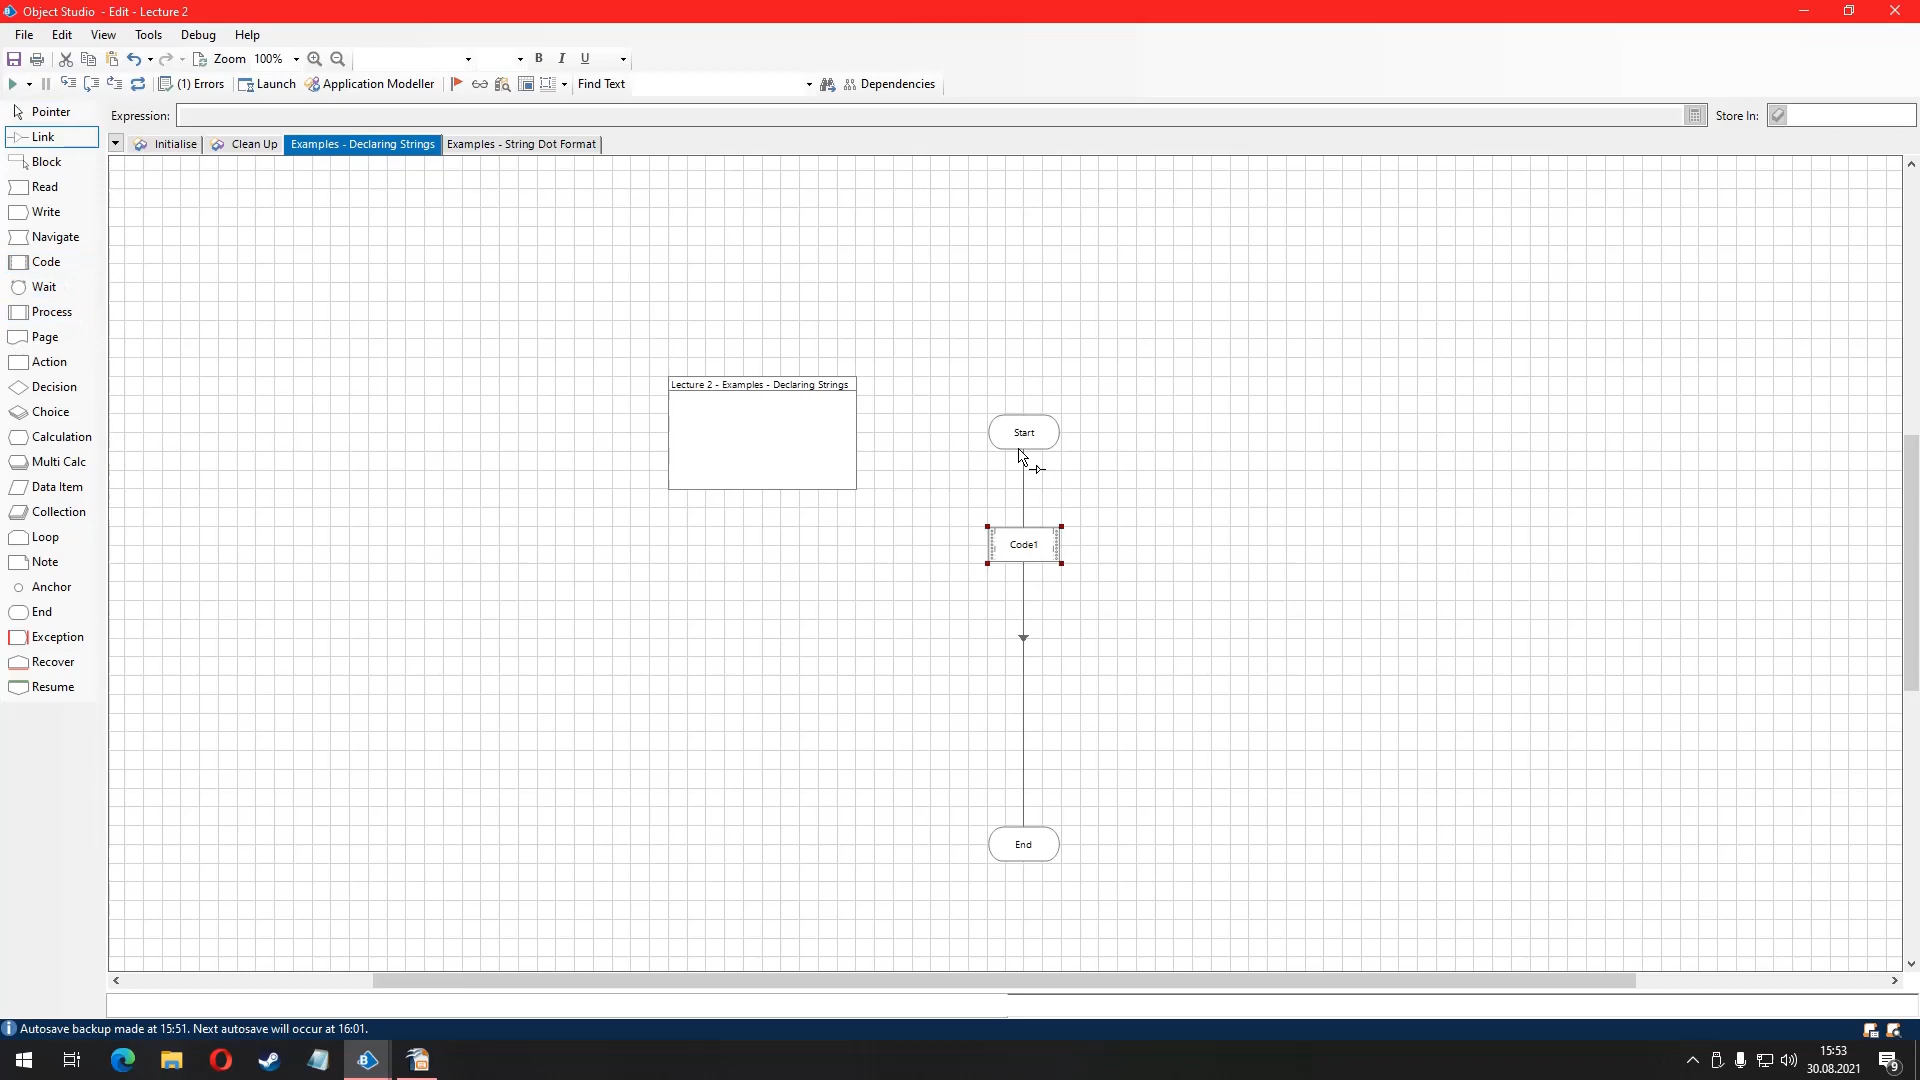 Object Studio  - Edit - Lecture 2
File Edit View Tools Debug Help
Zoom 100% B I U
(1) Errors Launch Application Modeller Find Text Dependencies
Pointer
Link
Block
Read
Write
Navigate
Code
Wait
Process
Page
Action
Decision
Choice
Calculation
Multi Calc
Data Item
Collection
Loop
Note
Anchor
End
Exception
Recover
Resume
Expression: Store In:
Initialise Clean Up Examples - Declaring Strings Examples - String Dot Format
Lecture 2 - Examples - Declaring Strings
Start
Code1
End
Autosave backup made at 15:51. Next autosave will occur at 16:01.
15:53
30.08.2021
9